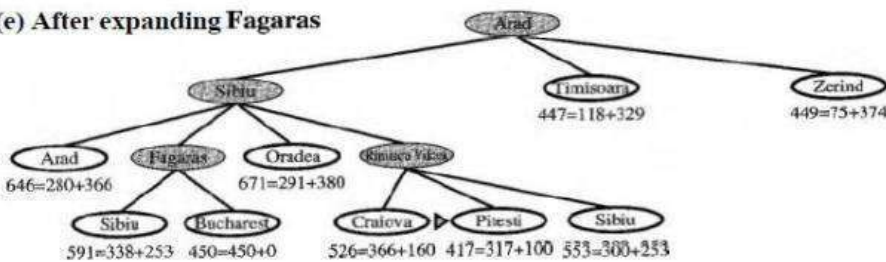 (e) After expanding Fagaras
Arad
Sibiu
Timisoara
Zerind
447=118+329
449=75+374
Arad
Fagaras
Oradea
Rimnicu Vilcea
646=280+366
671=291+380
Sibiu
Bucharest
Craiova
Pitesti
Sibiu
591=338+253
450=450+0
526=366+160
417=317+100
553=300+253